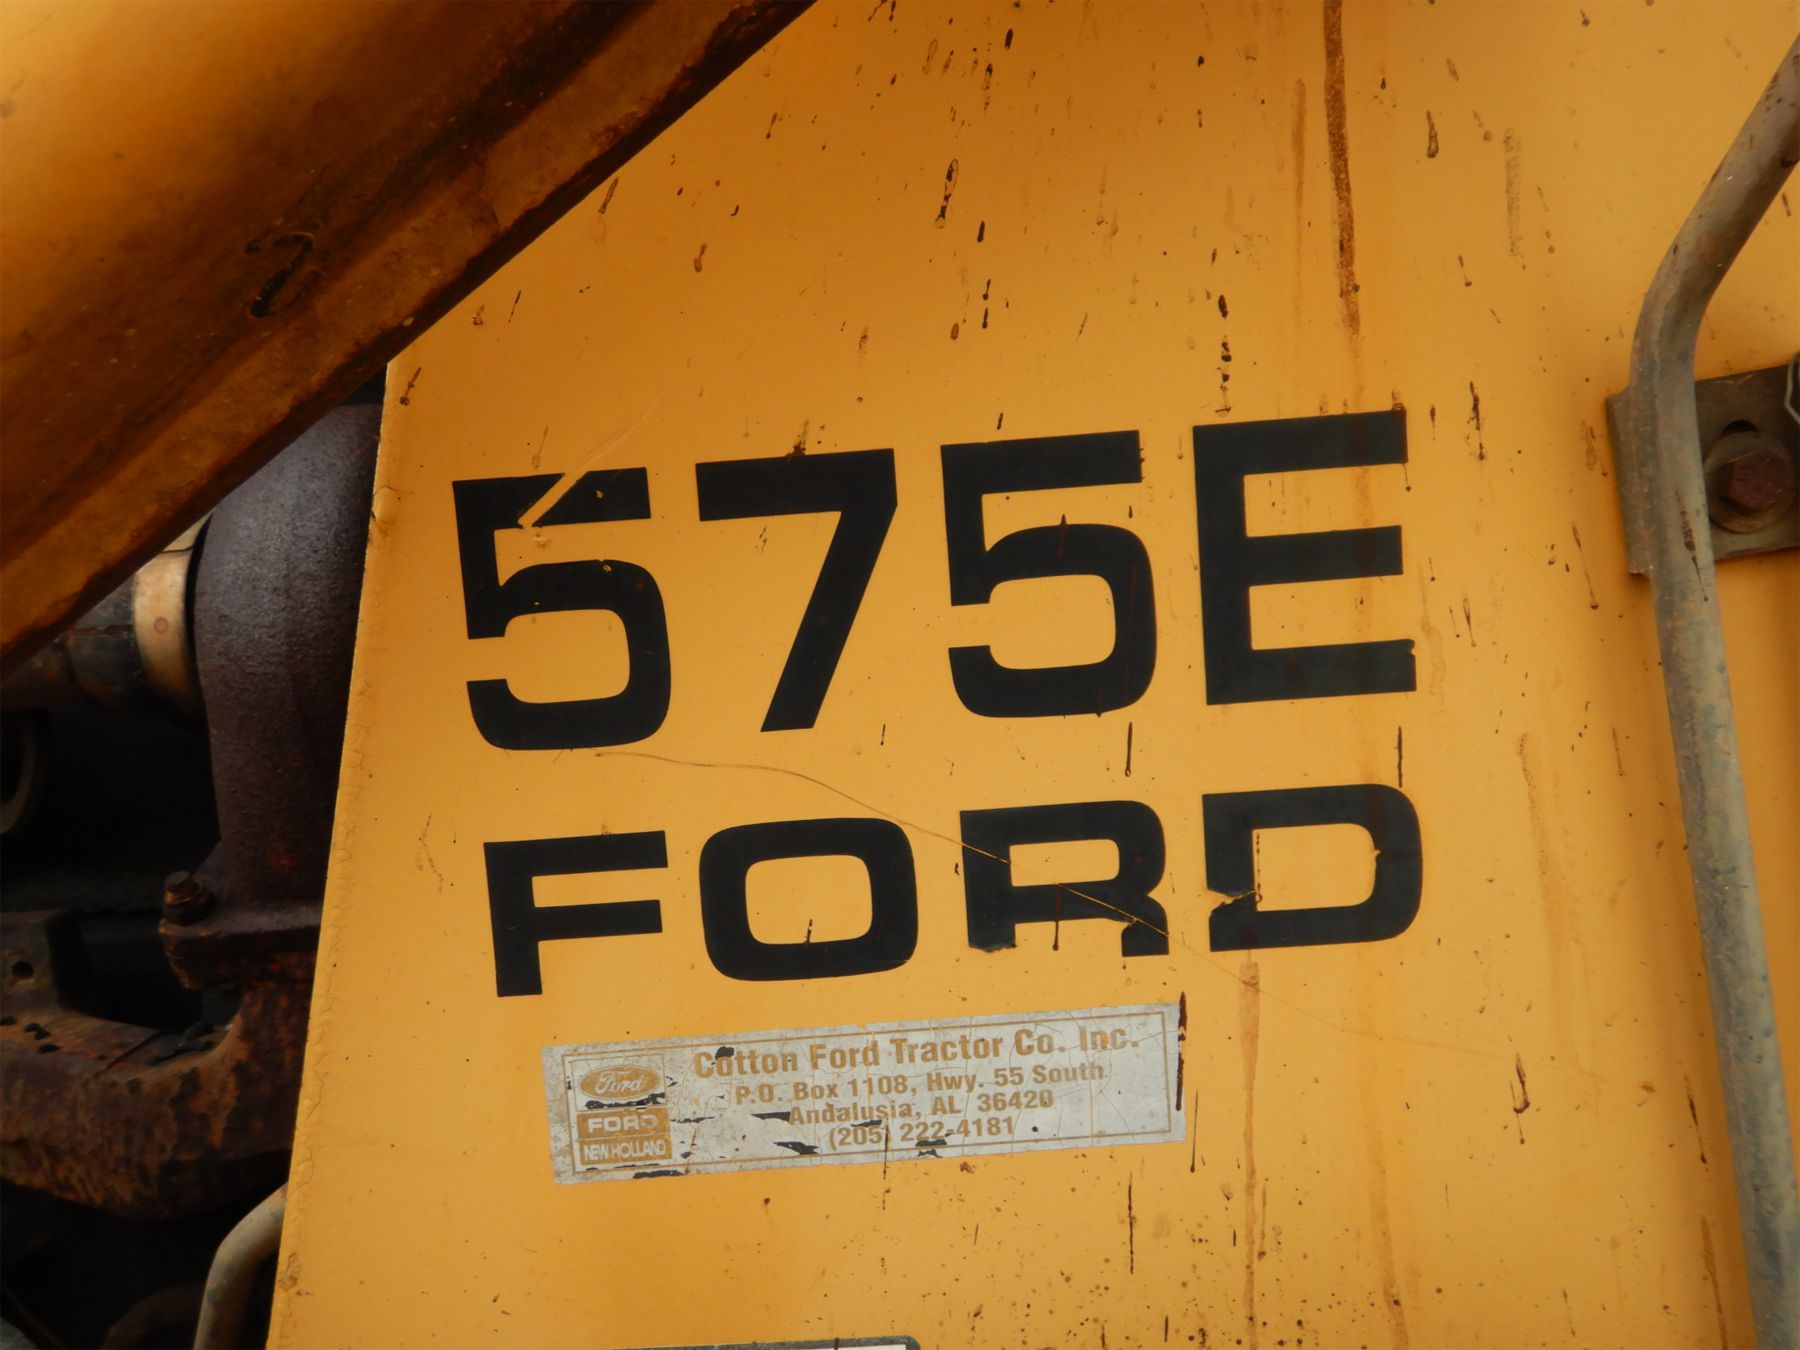 2
575E
FORD
Cotton Ford Tractor Co. Inc.
P.O. Box 1108, Hwy. 55 South
Andalusia, AL 36420
(205) 222-4181
Ford
FORD
NEW HOLLAND